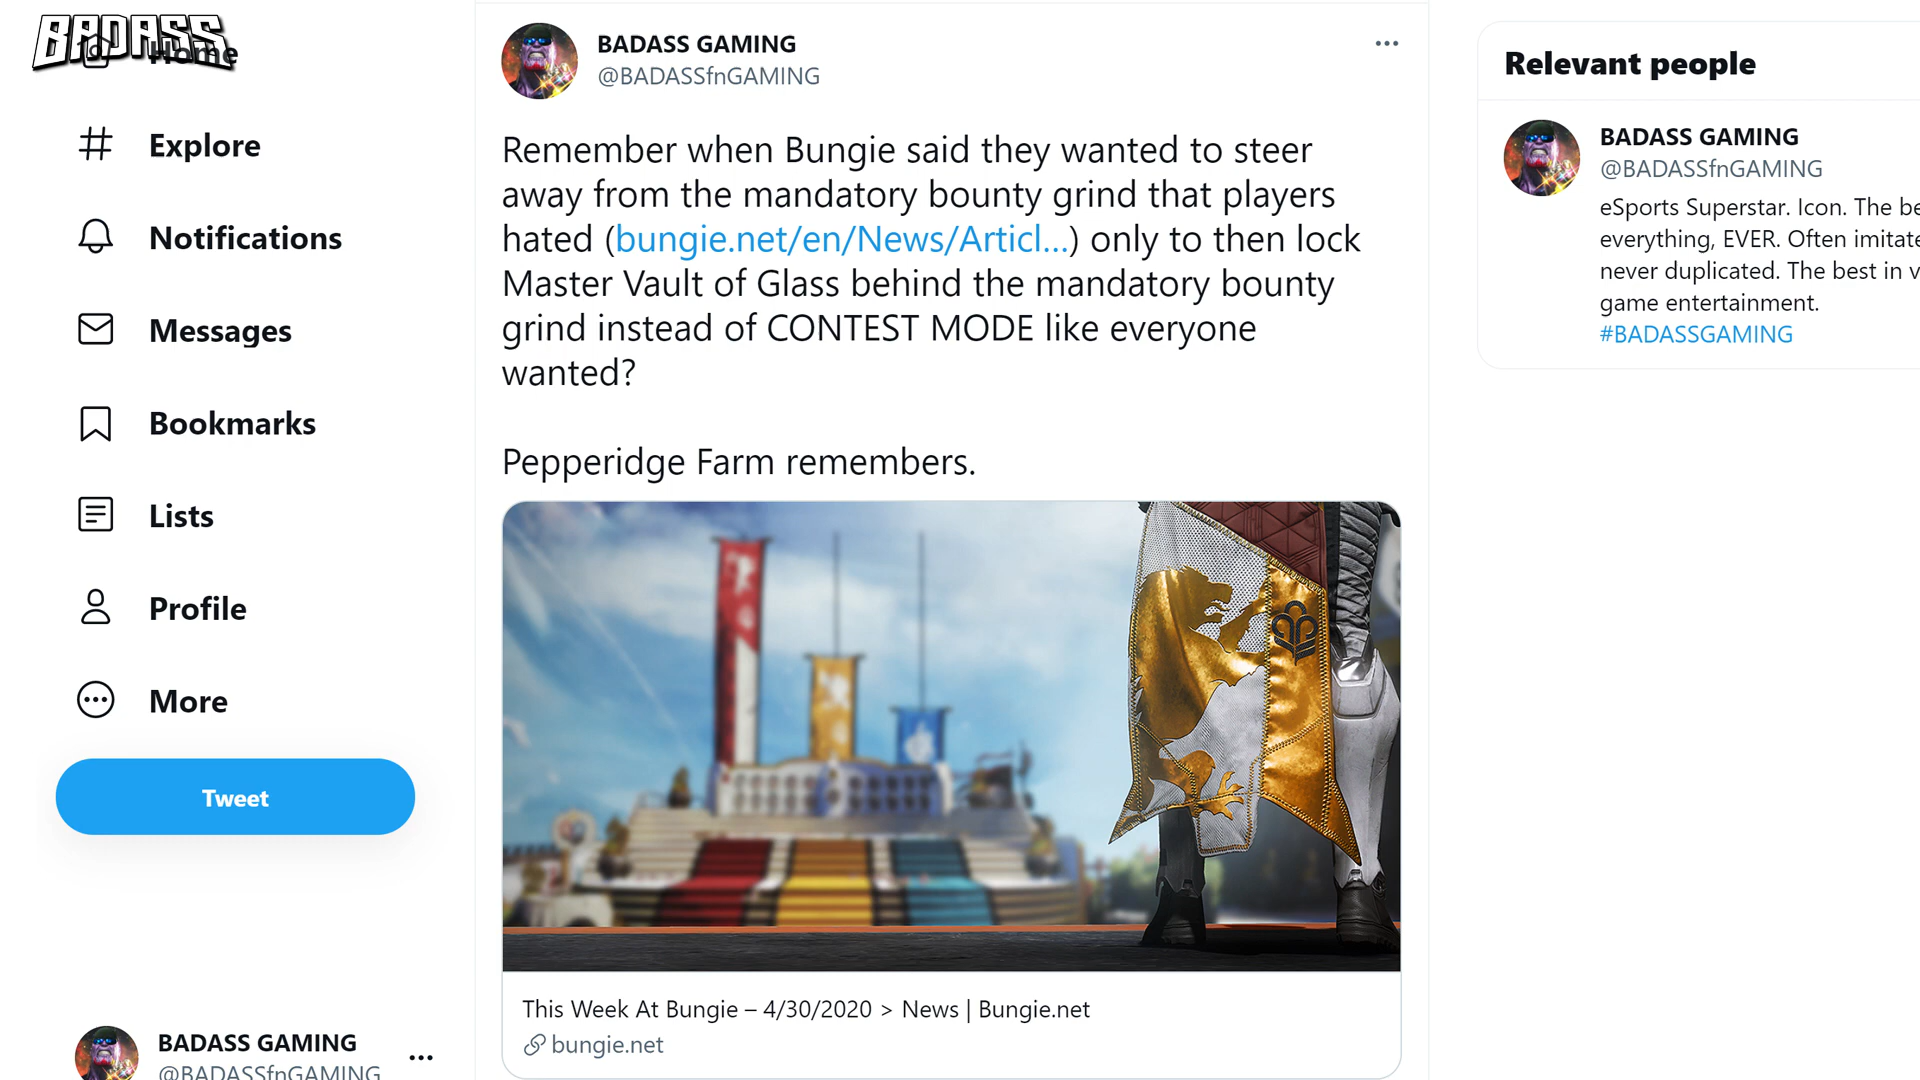 BADASS
Home
Explore
Notifications
Messages
Bookmarks
Lists
Profile
More
Tweet
BADASS GAMING
@BADASSfnGAMING
BADASS GAMING
@BADASSfnGAMING
Remember when Bungie said they wanted to steer
away from the mandatory bounty grind that players
hated (bungie.net/en/News/Articl...) only to then lock
Master Vault of Glass behind the mandatory bounty
grind instead of CONTEST MODE like everyone
wanted?
Pepperidge Farm remembers.
This Week At Bungie – 4/30/2020 > News | Bungie.net
bungie.net
Relevant people
BADASS GAMING
@BADASSfnGAMING
eSports Superstar. Icon. The be
everything, EVER. Often imitate
never duplicated. The best in v
game entertainment.
#BADASSGAMING